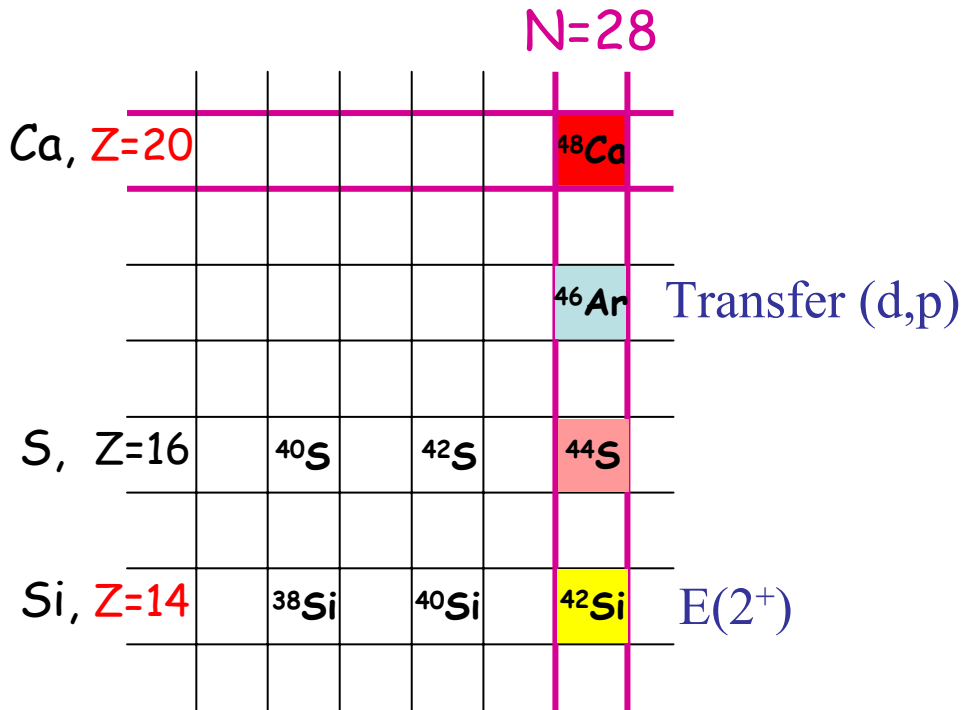 N=28
Ca, Z=20 ⁴⁸Ca
⁴⁶Ar Transfer (d,p)
S, Z=16 ⁴⁰S ⁴²S ⁴⁴S
Si, Z=14 ³⁸Si ⁴⁰Si ⁴²Si E(2⁺)